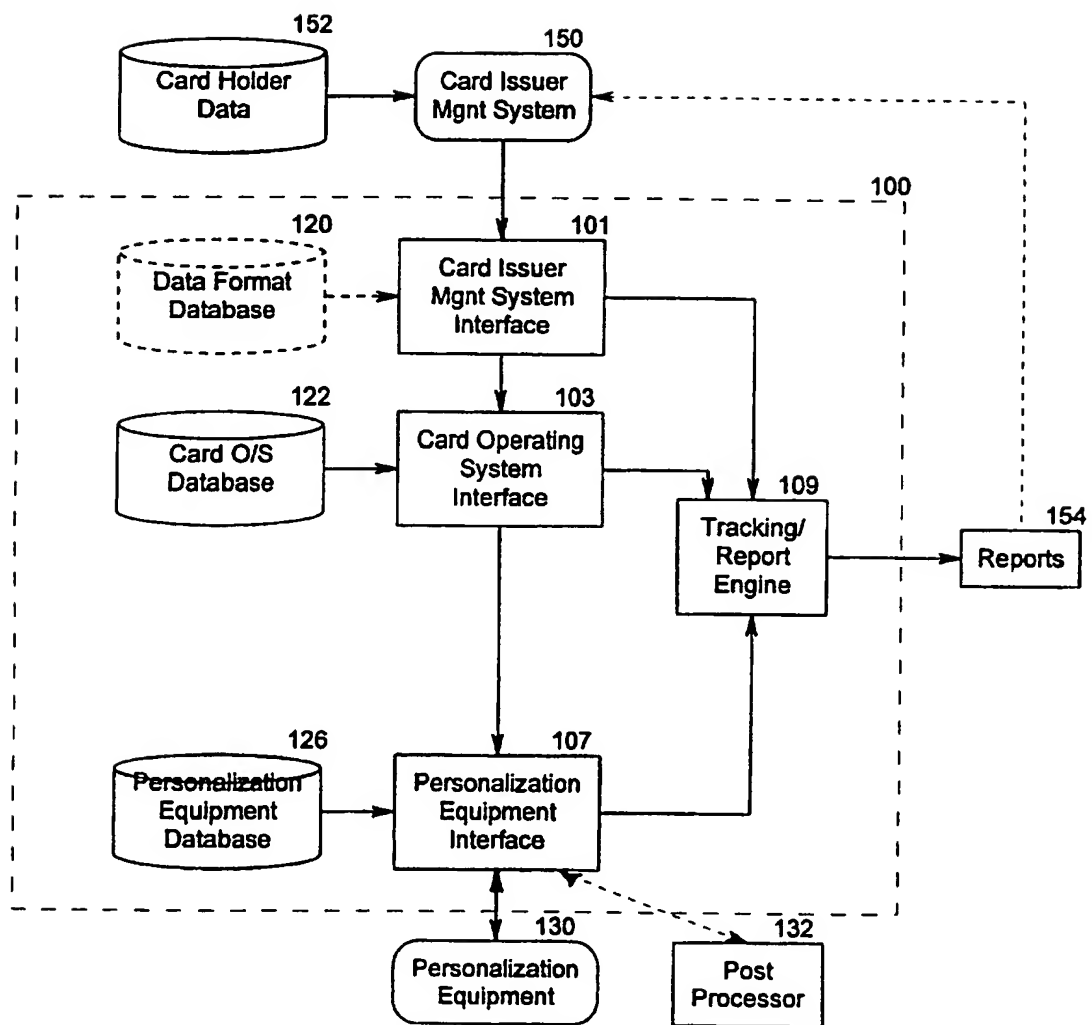 152
Card Holder
Data
150
Card Issuer
Mgnt System
100
120
Data Format
Database
101
Card Issuer
Mgnt System
Interface
122
Card O/S
Database
103
Card Operating
System
Interface
109
Tracking/
Report
Engine
154
Reports
126
Personalization
Equipment
Database
107
Personalization
Equipment
Interface
130
Personalization
Equipment
132
Post
Processor